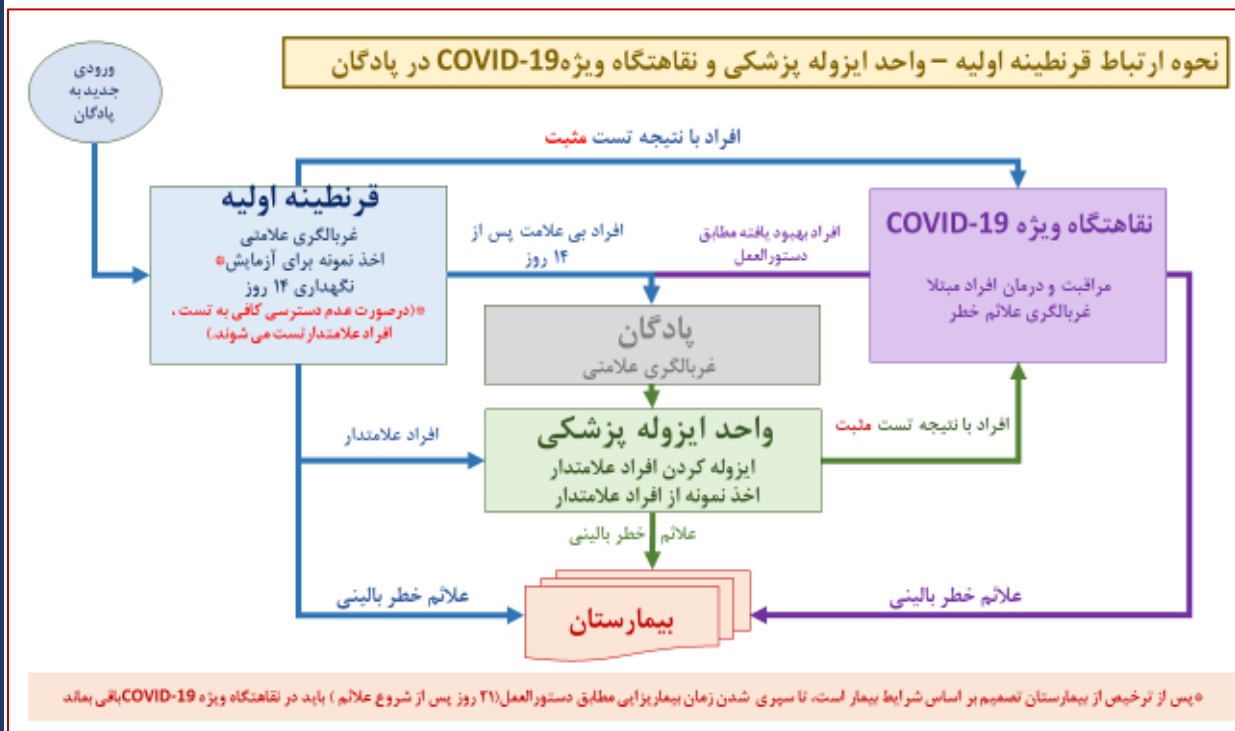 نحوه ارتباط قرنطینه اولیه – واحد ایزوله پزشکی و نقاهتگاه ویژه COVID-19 در پادگان
ورودی
جدید به
پادگان
افراد با نتیجه تست مثبت
قرنطینه اولیه
غربالگری علامتی
اخذ نمونه برای آزمایش*
نگهداری ۱۴ روز
*(درصورت عدم دسترسی کافی به تست ،
افراد علامتدار تست می شوند.)
افراد بی علامت پس از
۱۴ روز
افراد بهبود یافته مطابق
دستورالعمل
نقاهتگاه ویژه COVID-19
مراقبت و درمان افراد مبتلا
غربالگری علائم خطر
پادگان
غربالگری علامتی
افراد علامتدار
واحد ایزوله پزشکی
ایزوله کردن افراد علامتدار
اخذ نمونه از افراد علامتدار
افراد با نتیجه تست مثبت
علائم خطر بالینی
علائم خطر بالینی
بیمارستان
علائم خطر بالینی
*پس از ترخیص از بیمارستان تصمیم بر اساس شرایط بیمار است، تا سپری شدن زمان بیماریزایی مطابق دستورالعمل(۲۱ روز پس از شروع علائم ) باید در نقاهتگاه ویژه COVID-19باقی بماند